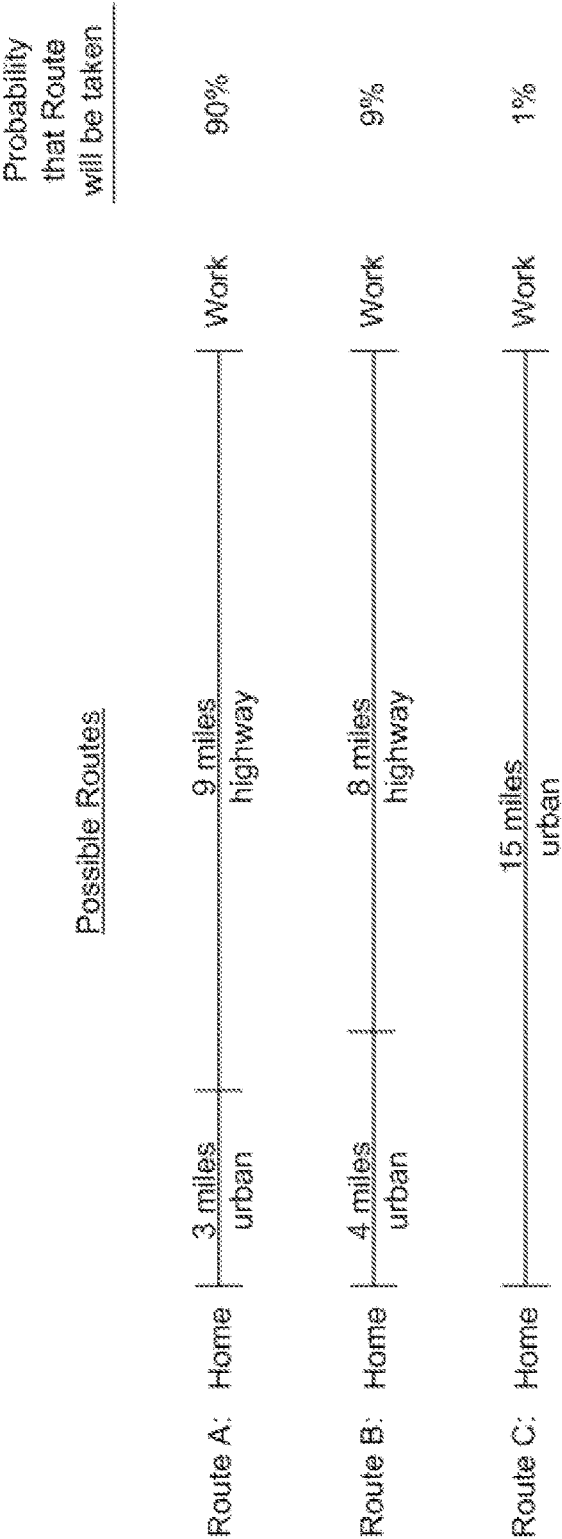 Probability
that Route
will be taken
Possible Routes
Route A: Home
3 miles
urban
9 miles
highway
Work
90%
Route B: Home
4 miles
urban
8 miles
highway
Work
9%
Route C: Home
15 miles
urban
Work
1%